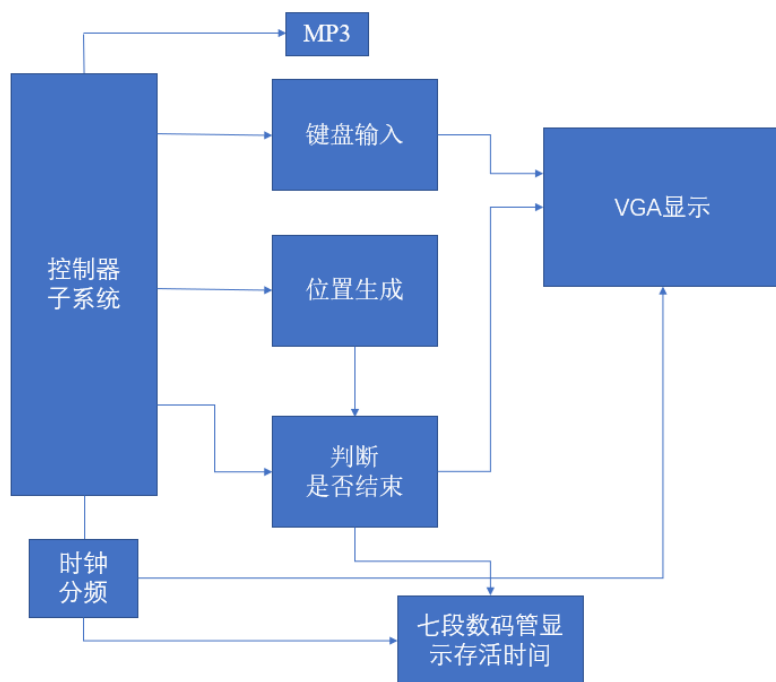 MP3
键盘输入
VGA显示
控制器
子系统
位置生成
判断
是否结束
时钟
分频
七段数码管显
示存活时间